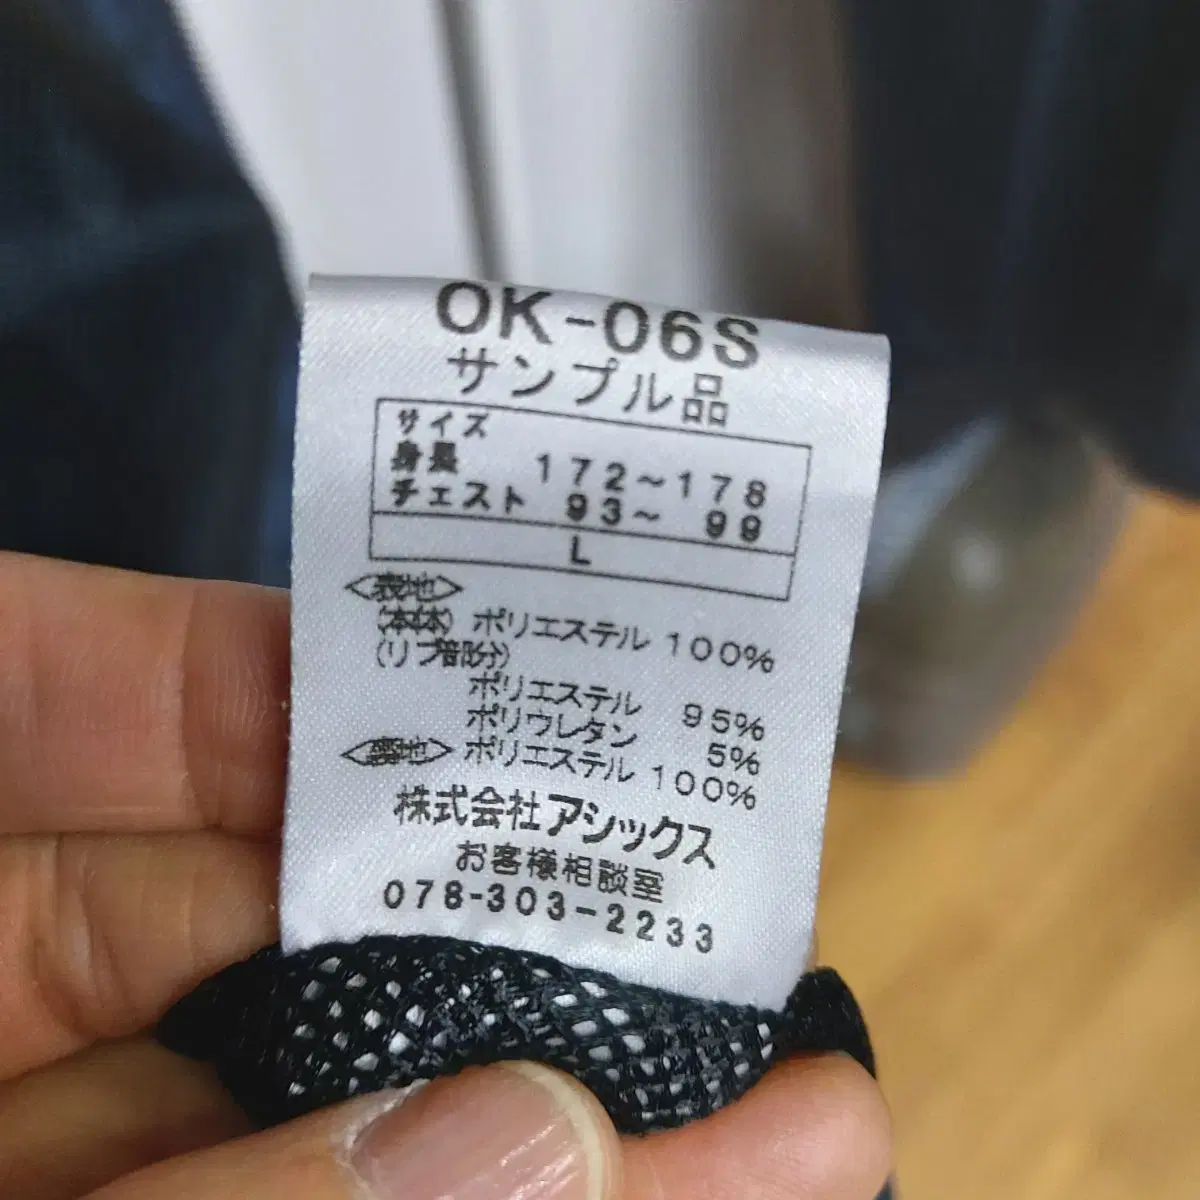 OK-06S
サンプル品
サイズ
身長 172〜178
チェスト 93〜 99
L
〈表地〉
(本体) ポリエステル 100%
(リブ部分)
ポリエステル 95%
ポリウレタン 5%
〈裏地〉 ポリエステル 100%
株式会社アシックス
お客様相談室
078-303-2233